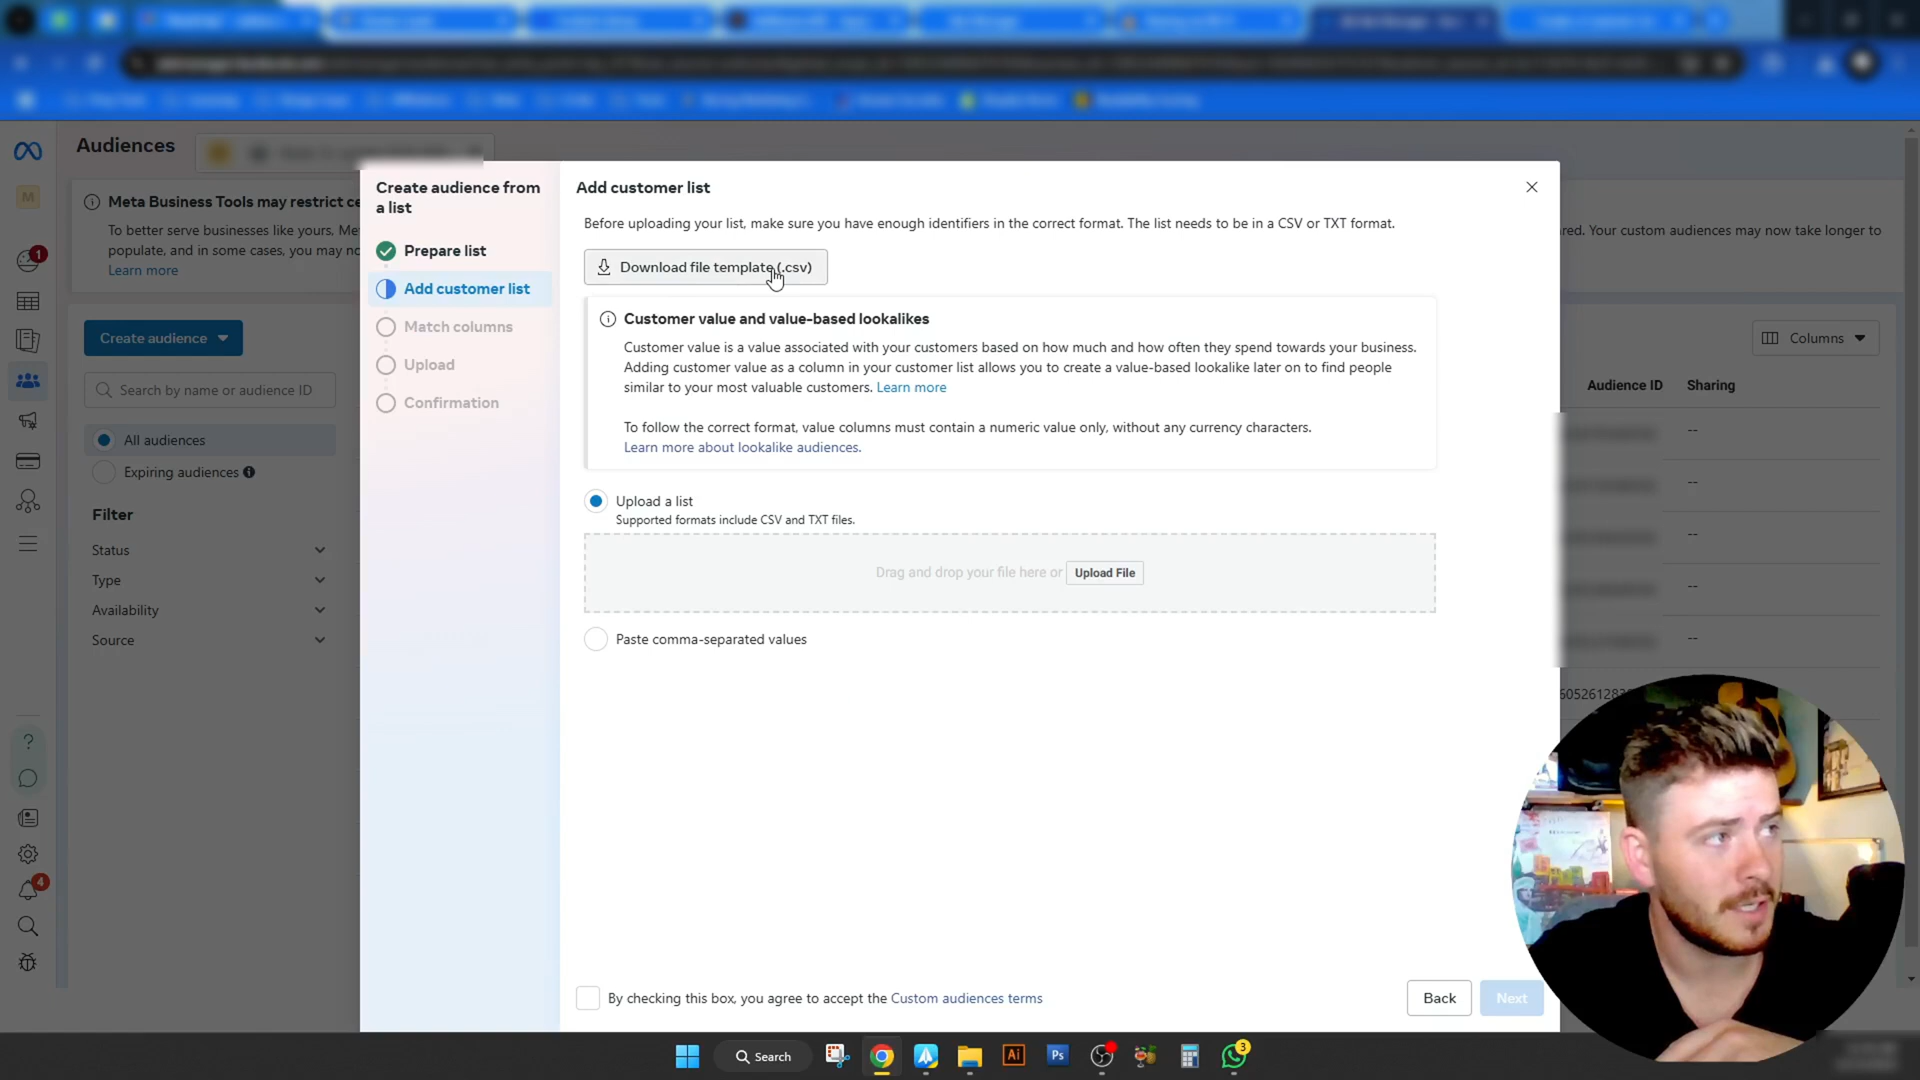 Audiences
M
Meta Business Tools may restrict ce
To better serve businesses like yours, Met
populate, and in some cases, you may no
Learn more
red. Your custom audiences may now take longer to
1
Create audience
Search by name or audience ID
All audiences
Expiring audiences
Filter
Status
Type
Availability
Source
4
Create audience from
a list
Prepare list
Add customer list
Match columns
Upload
Confirmation
Add customer list
Before uploading your list, make sure you have enough identifiers in the correct format. The list needs to be in a CSV or TXT format.
Download file template (.csv)
Customer value and value-based lookalikes
Customer value is a value associated with your customers based on how much and how often they spend towards your business.
Adding customer value as a column in your customer list allows you to create a value-based lookalike later on to find people
similar to your most valuable customers. Learn more
To follow the correct format, value columns must contain a numeric value only, without any currency characters.
Learn more about lookalike audiences.
Upload a list
Supported formats include CSV and TXT files.
Drag and drop your file here or Upload File
Paste comma-separated values
By checking this box, you agree to accept the Custom audiences terms
Back
Next
Columns
Audience ID
Sharing
--
--
--
--
--
Search
Ai
Ps
3